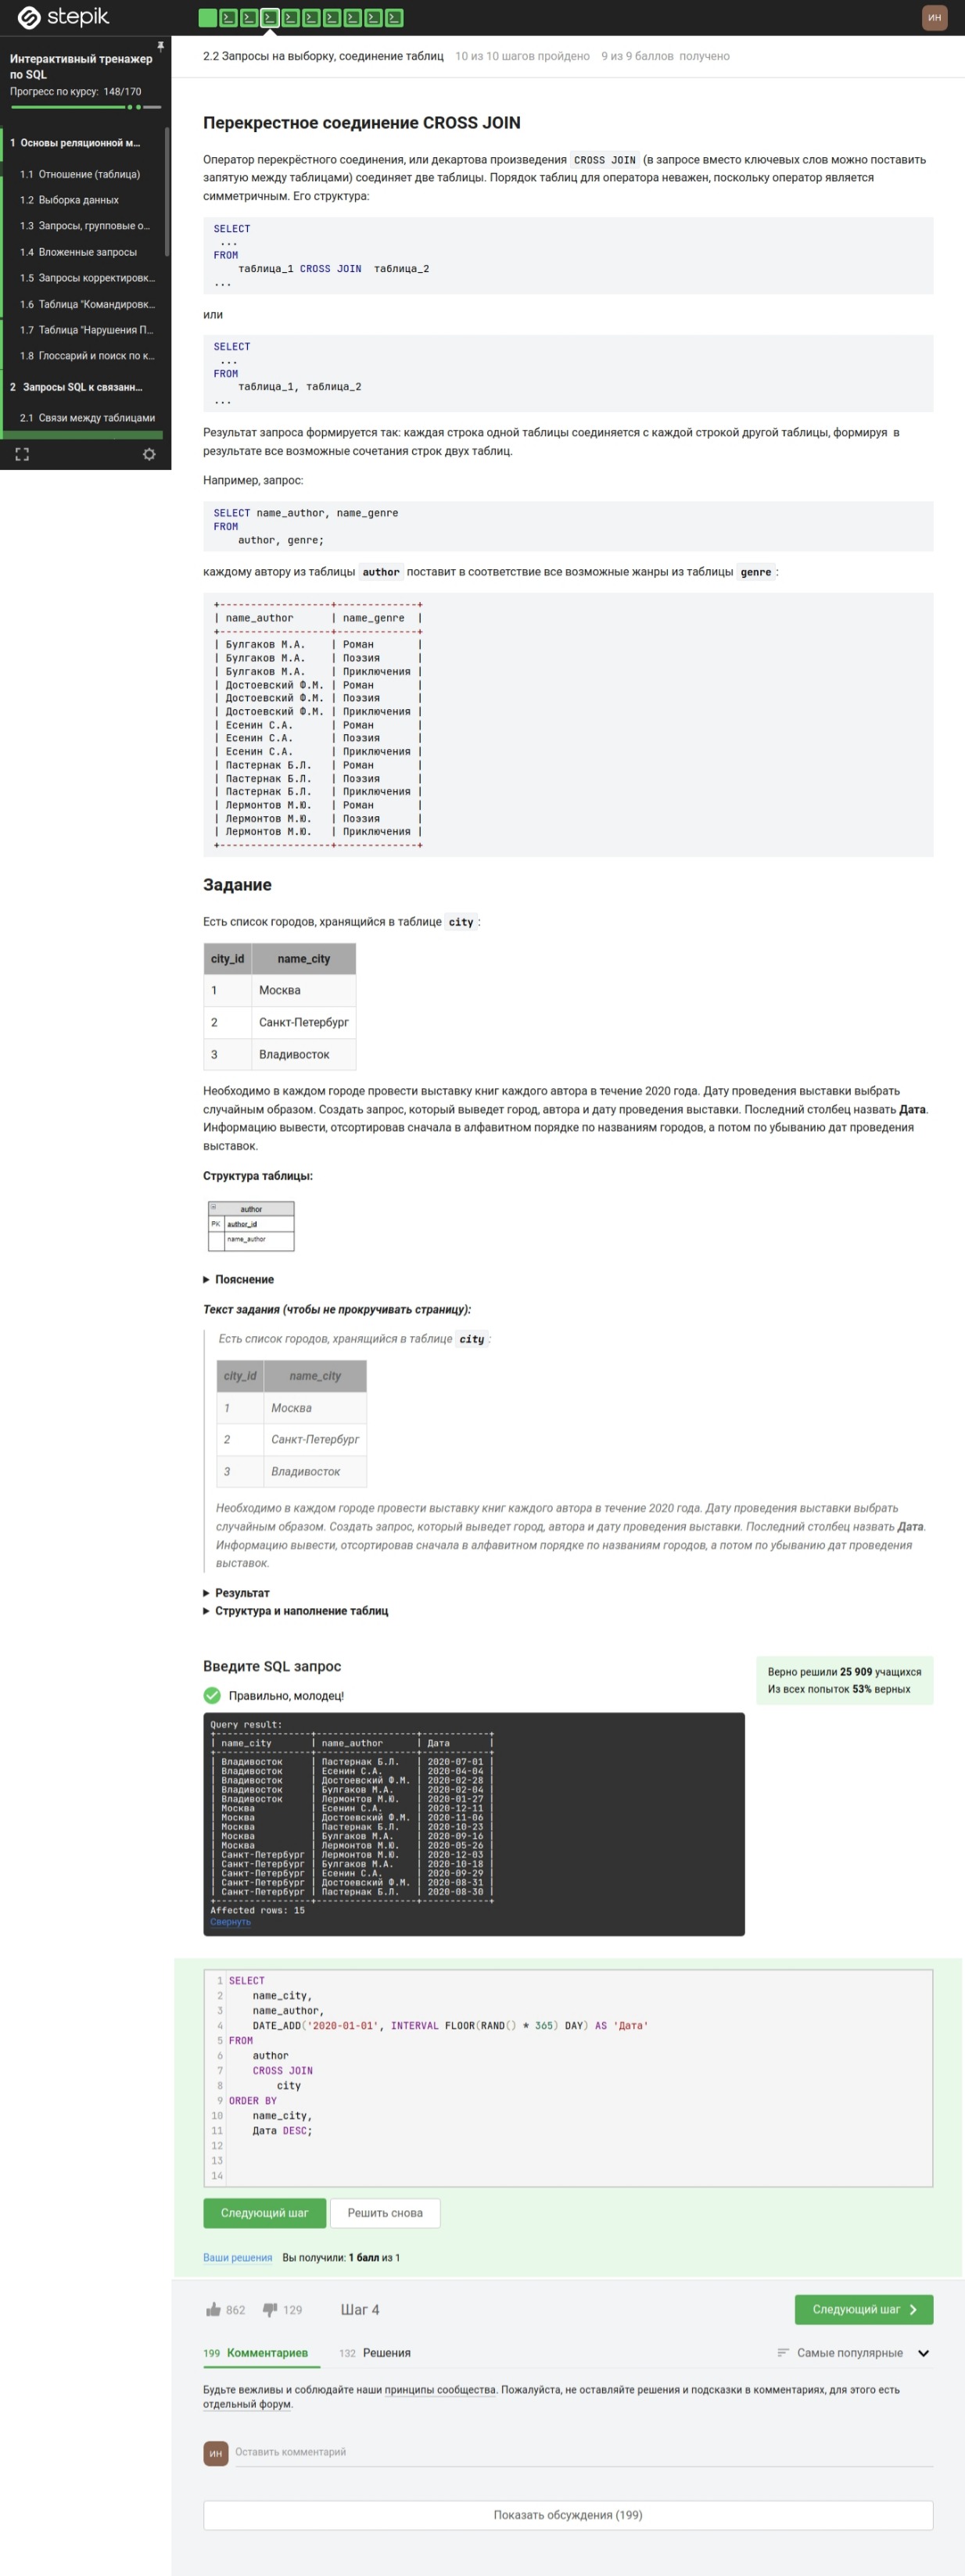 stepik
ИН
Интерактивный тренажер
по SQL
Прогресс по курсу: 148/170
1 Основы реляционной м...
1.1 Отношение (таблица)
1.2 Выборка данных
1.3 Запросы, групповые о...
1.4 Вложенные запросы
1.5 Запросы корректировк...
1.6 Таблица "Командировк...
1.7 Таблица "Нарушения П...
1.8 Глоссарий и поиск по к...
2 Запросы SQL к связанн...
2.1 Связи между таблицами
2.2 Запросы на выборку, соединение таблиц 10 из 10 шагов пройдено 9 из 9 баллов получено
Перекрестное соединение CROSS JOIN
Оператор перекрёстного соединения, или декартова произведения CROSS JOIN (в запросе вместо ключевых слов можно поставить
запятую между таблицами) соединяет две таблицы. Порядок таблиц для оператора неважен, поскольку оператор является
симметричным. Его структура:
SELECT
...
FROM
таблица_1 CROSS JOIN таблица_2
...
или
SELECT
...
FROM
таблица_1, таблица_2
...
Результат запроса формируется так: каждая строка одной таблицы соединяется с каждой строкой другой таблицы, формируя в
результате все возможные сочетания строк двух таблиц.
Например, запрос:
SELECT name_author, name_genre
FROM
author, genre;
каждому автору из таблицы author поставит в соответствие все возможные жанры из таблицы genre :
+------------------+-------------+
| name_author | name_genre |
+------------------+-------------+
| Булгаков М.А. | Роман |
| Булгаков М.А. | Поэзия |
| Булгаков М.А. | Приключения |
| Достоевский Ф.М. | Роман |
| Достоевский Ф.М. | Поэзия |
| Достоевский Ф.М. | Приключения |
| Есенин С.А. | Роман |
| Есенин С.А. | Поэзия |
| Есенин С.А. | Приключения |
| Пастернак Б.Л. | Роман |
| Пастернак Б.Л. | Поэзия |
| Пастернак Б.Л. | Приключения |
| Лермонтов М.Ю. | Роман |
| Лермонтов М.Ю. | Поэзия |
| Лермонтов М.Ю. | Приключения |
+------------------+-------------+
Задание
Есть список городов, хранящийся в таблице city :
city_id name_city
1 Москва
2 Санкт-Петербург
3 Владивосток
Необходимо в каждом городе провести выставку книг каждого автора в течение 2020 года. Дату проведения выставки выбрать
случайным образом. Создать запрос, который выведет город, автора и дату проведения выставки. Последний столбец назвать Дата.
Информацию вывести, отсортировав сначала в алфавитном порядке по названиям городов, а потом по убыванию дат проведения
выставок.
Структура таблицы:
author
PK author_id
name_author
Пояснение
Текст задания (чтобы не прокручивать страницу):
Есть список городов, хранящийся в таблице city :
city_id name_city
1 Москва
2 Санкт-Петербург
3 Владивосток
Необходимо в каждом городе провести выставку книг каждого автора в течение 2020 года. Дату проведения выставки выбрать
случайным образом. Создать запрос, который выведет город, автора и дату проведения выставки. Последний столбец назвать Дата.
Информацию вывести, отсортировав сначала в алфавитном порядке по названиям городов, а потом по убыванию дат проведения
выставок.
Результат
Структура и наполнение таблиц
Введите SQL запрос
Верно решили 25 909 учащихся
Из всех попыток 53% верных
Правильно, молодец!
Query result:
+-----------------+------------------+------------+
| name_city | name_author | Дата |
+-----------------+------------------+------------+
| Владивосток | Пастернак Б.Л. | 2020-07-01 |
| Владивосток | Есенин С.А. | 2020-04-04 |
| Владивосток | Достоевский Ф.М. | 2020-02-28 |
| Владивосток | Булгаков М.А. | 2020-02-04 |
| Владивосток | Лермонтов М.Ю. | 2020-01-27 |
| Москва | Есенин С.А. | 2020-12-11 |
| Москва | Достоевский Ф.М. | 2020-11-06 |
| Москва | Пастернак Б.Л. | 2020-10-23 |
| Москва | Булгаков М.А. | 2020-09-16 |
| Москва | Лермонтов М.Ю. | 2020-05-26 |
| Санкт-Петербург | Лермонтов М.Ю. | 2020-12-03 |
| Санкт-Петербург | Булгаков М.А. | 2020-10-18 |
| Санкт-Петербург | Есенин С.А. | 2020-09-29 |
| Санкт-Петербург | Достоевский Ф.М. | 2020-08-31 |
| Санкт-Петербург | Пастернак Б.Л. | 2020-08-30 |
+-----------------+------------------+------------+
Affected rows: 15
Свернуть
1 SELECT
2 name_city,
3 name_author,
4 DATE_ADD('2020-01-01', INTERVAL FLOOR(RAND() * 365) DAY) AS 'Дата'
5 FROM
6 author
7 CROSS JOIN
8 city
9 ORDER BY
10 name_city,
11 Дата DESC;
12
13
14
Следующий шаг Решить снова
Ваши решения Вы получили: 1 балл из 1
862 129 Шаг 4 Следующий шаг
199 Комментариев 132 Решения Самые популярные
Будьте вежливы и соблюдайте наши принципы сообщества. Пожалуйста, не оставляйте решения и подсказки в комментариях, для этого есть
отдельный форум.
ИН Оставить комментарий
Показать обсуждения (199)